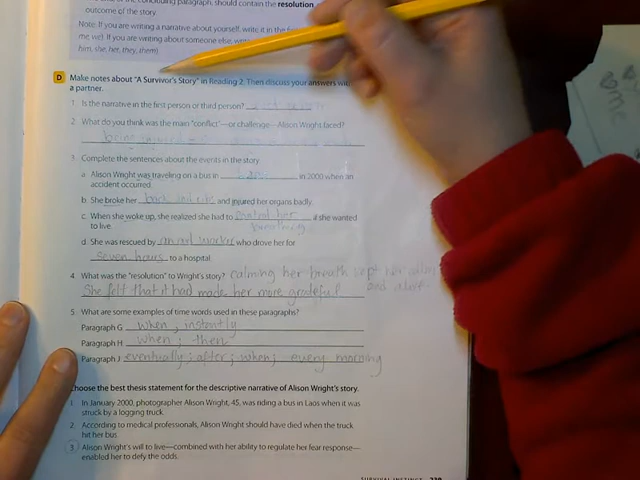 outcome of the story.
Note: If you are writing a narrative about yourself, write it in the
If you are writing about someone else,
him, she, her, they, them)
D Make notes about "A Survivor's Story" in Reading 2. Then discuss your answers with
a partner.
1. Is the narrative in the first person or third person?
2. What do you think was the main "conflict"—or challenge—Alison Wright faced?
being injured
3. Complete the sentences about the events in the story.
a Alison Wright was traveling on a bus in in 2000 when an
accident occurred.
b She broke her back and injured her organs badly.
c When she woke up, she realized she had to control her if she wanted
breathing
to live.
d She was rescued by who drove her for
seven hours to a hospital.
4. What was the "resolution" to Wright's story? calming her breath kept her
She felt that it had made her more grateful and alive.
5. What are some examples of time words used in these paragraphs?
Paragraph G when ; instantly
Paragraph H when ; then
Paragraph J eventually ; after ; when ; every morning
Choose the best thesis statement for the descriptive narrative of Alison Wright's story.
1. In January 2000, photographer Alison Wright, 45, was riding a bus in Laos when it was
struck by a logging truck.
2. According to medical professionals, Alison Wright should have died when the truck
hit her bus.
3. Alison Wright's will to live—combined with her ability to regulate her fear response—
enabled her to defy the odds.